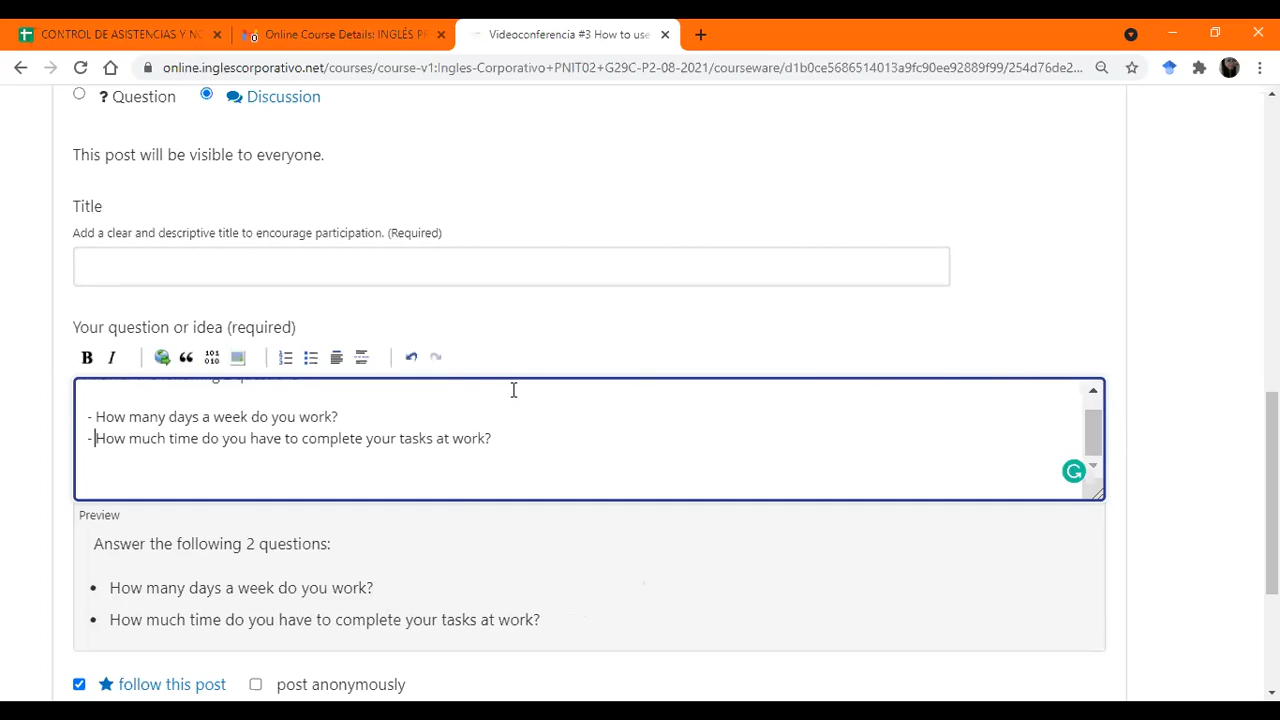 CONTROL DE ASISTENCIAS Y NO
Online Course Details: INGLÉS PR
Videoconferencia #3 How to use
online.inglescorporativo.net/courses/course-v1:Ingles-Corporativo+PNIT02+G29C-P2-08-2021/courseware/d1b0ce5686514013a9fc90ee92889f99/254d76de2...
? Question
Discussion
This post will be visible to everyone.
Title
Add a clear and descriptive title to encourage participation. (Required)
Your question or idea (required)
B I
101
010
- How many days a week do you work?
- How much time do you have to complete your tasks at work?
Preview
Answer the following 2 questions:
• How many days a week do you work?
• How much time do you have to complete your tasks at work?
follow this post
post anonymously